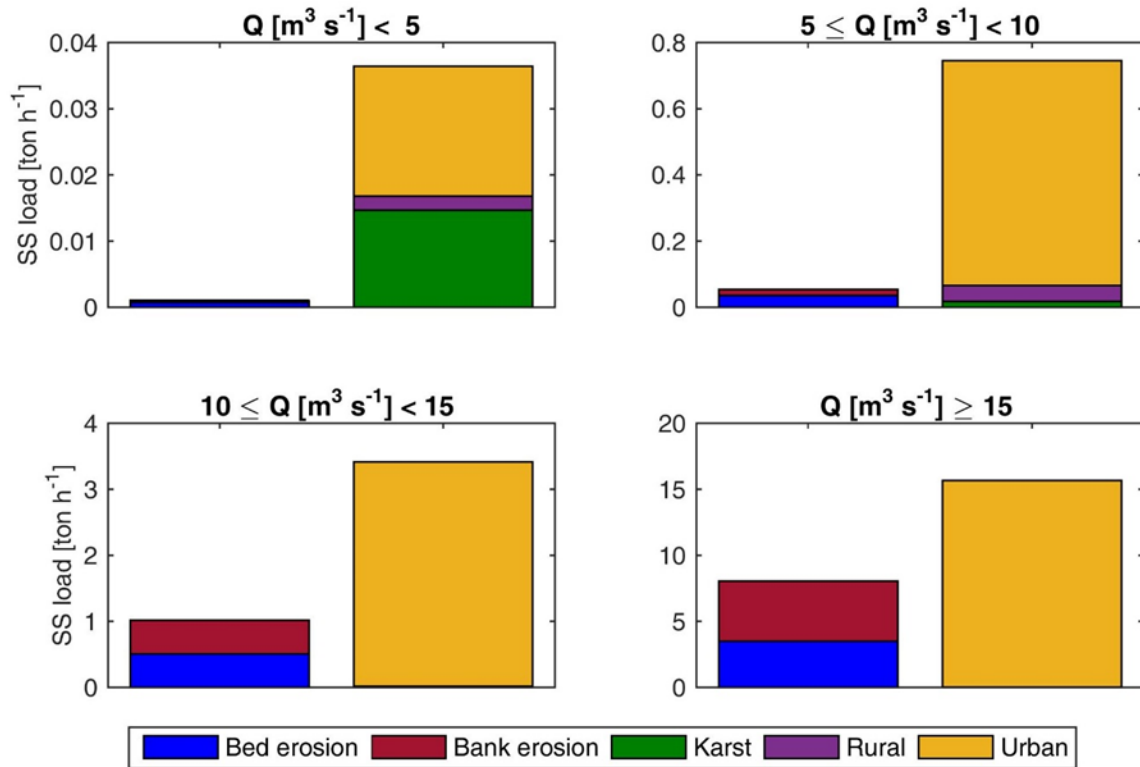 Q [m³ s⁻¹] < 5
0.04
0.03
0.02
0.01
0
SS load [ton h⁻¹]
5 ≤ Q [m³ s⁻¹] < 10
0.8
0.6
0.4
0.2
0
10 ≤ Q [m³ s⁻¹] < 15
4
3
2
1
0
SS load [ton h⁻¹]
Q [m³ s⁻¹] ≥ 15
20
15
10
5
0
Bed erosion Bank erosion Karst Rural Urban